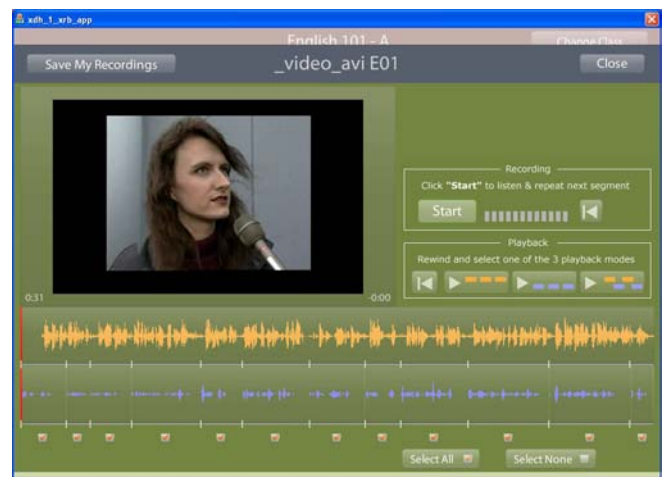 xdh_1_xrb_app
English 101 - A
Change Class
Save My Recordings
_video_avi E01
Close
Recording
Click "Start" to listen & repeat next segment
Start
Playback
Rewind and select one of the 3 playback modes
0:31
-0:00
Select All
Select None